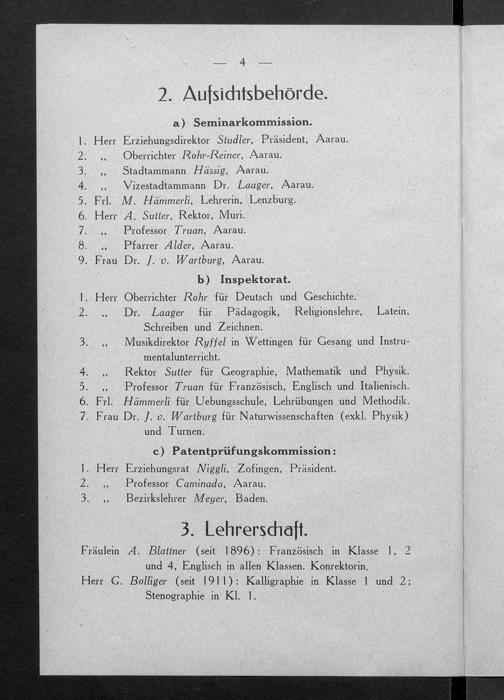 — 4 —
2. Aufsichtsbehörde.
a) Seminarkommission.
1. Herr Erziehungsdirektor Studler, Präsident, Aarau.
2. „ Oberrichter Rohr-Reiner, Aarau.
3. „ Stadtammann Hässig, Aarau.
4. „ Vizestadtammann Dr. Laager, Aarau.
5. Frl. M. Hämmerli, Lehrerin, Lenzburg.
6. Herr A. Sutter, Rektor, Muri.
7. „ Professor Truan, Aarau.
8. „ Pfarrer Alder, Aarau.
9. Frau Dr. J. v. Wartburg, Aarau.
b) Inspektorat.
1. Herr Oberrichter Rohr für Deutsch und Geschichte.
2. „ Dr. Laager für Pädagogik, Religionslehre, Latein,
Schreiben und Zeichnen.
3. „ Musikdirektor Ryffel in Wettingen für Gesang und Instru-
mentalunterricht.
4. „ Rektor Sutter für Geographie, Mathematik und Physik.
5. „ Professor Truan für Französisch, Englisch und Italienisch.
6. Frl. Hämmerli für Uebungsschule, Lehrübungen und Methodik.
7. Frau Dr. J. v. Wartburg für Naturwissenschaften (exkl. Physik)
und Turnen.
c) Patentprüfungskommission:
1. Herr Erziehungsrat Niggli, Zofingen, Präsident.
2. „ Professor Caminada, Aarau.
3. „ Bezirkslehrer Meyer, Baden.
3. Lehrerschaft.
Fräulein A. Blattner (seit 1896): Französisch in Klasse 1, 2
und 4, Englisch in allen Klassen. Konrektorin.
Herr G. Bolliger (seit 1911): Kalligraphie in Klasse 1 und 2;
Stenographie in Kl. 1.